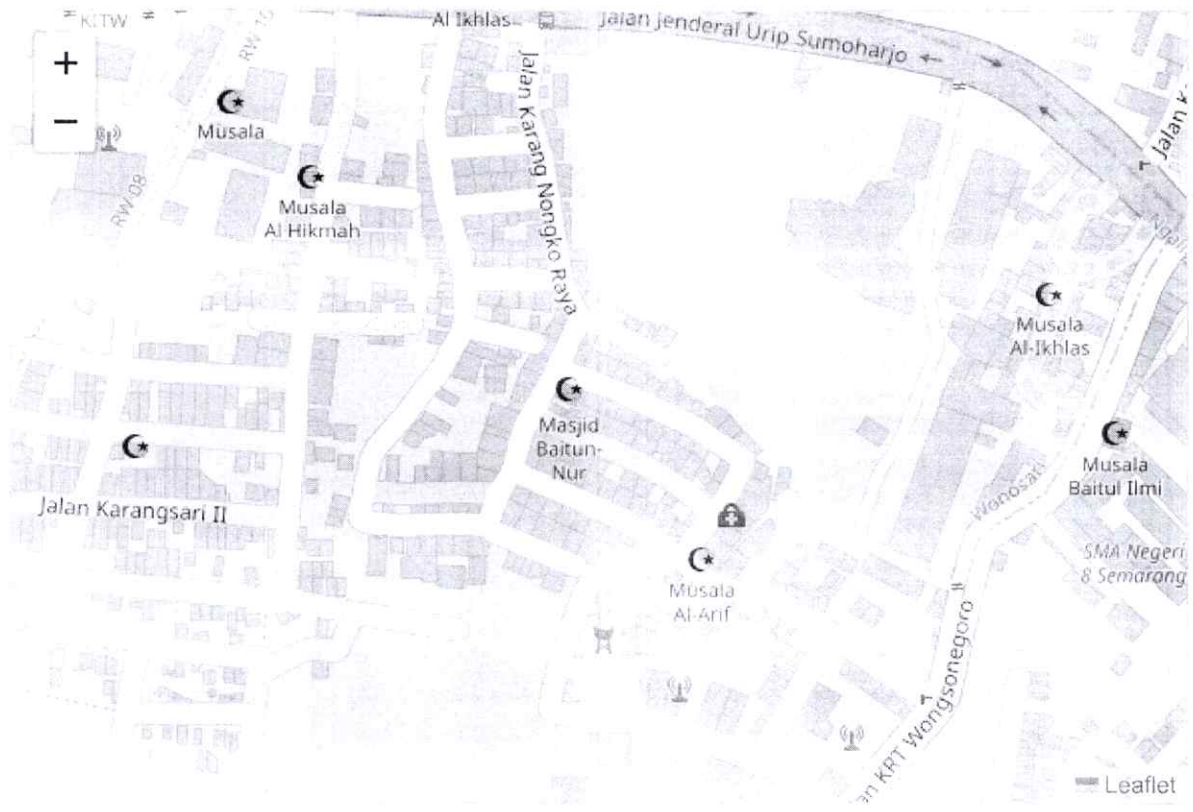 KITW
Al Ikhlas
Jalan Jenderal Urip Sumoharjo
+
−
RW 10
Musala
RW 08
Musala
Al Hikmah
Jalan Karang Nongko Raya
Jalan K
Musala
Al-Ikhlas
Masjid
Baitun-
Nur
Musala
Baitul Ilmi
Wonosari
Jalan Karangsari II
SMA Negeri
8 Semarang
Musala
Al-Arif
an KRT Wongsonegoro
Leaflet